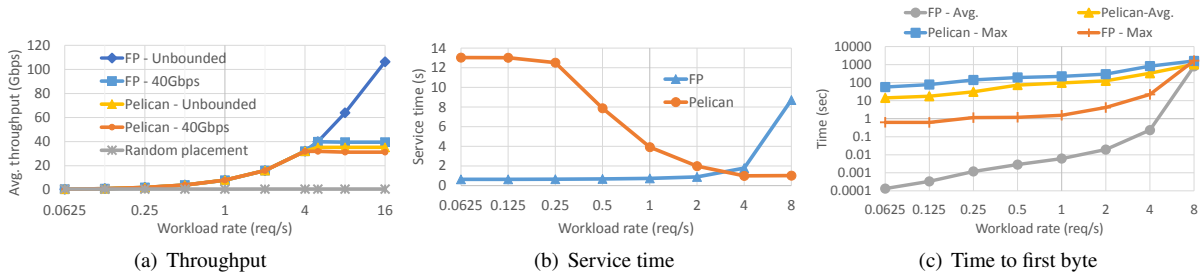 120
100
80
60
40
20
0
Avg. throughput (Gbps)
FP - Unbounded
FP - 40Gbps
Pelican - Unbounded
Pelican - 40Gbps
Random placement
0.0625 0.25 1 4 16
Workload rate (req/s)
(a) Throughput
14
12
10
8
6
4
2
0
Service time (s)
FP
Pelican
0.0625 0.125 0.25 0.5 1 2 4 8
Workload rate (req/s)
(b) Service time
FP - Avg. Pelican-Avg.
Pelican - Max FP - Max
10000
1000
100
10
1
0.1
0.01
0.001
0.0001
Time (sec)
0.0625 0.125 0.25 0.5 1 2 4 8
Workload rate (req/s)
(c) Time to first byte